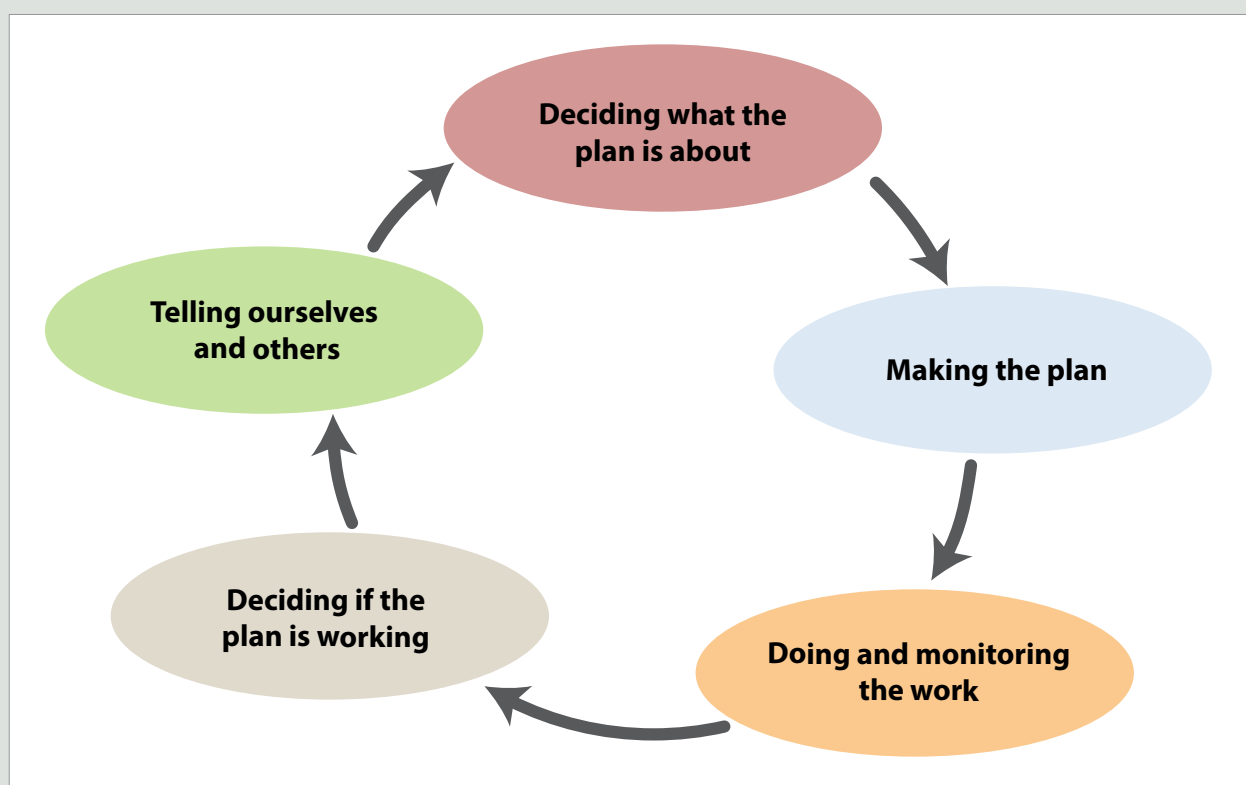 Deciding what the
plan is about
Making the plan
Doing and monitoring
the work
Deciding if the
plan is working
Telling ourselves
and others